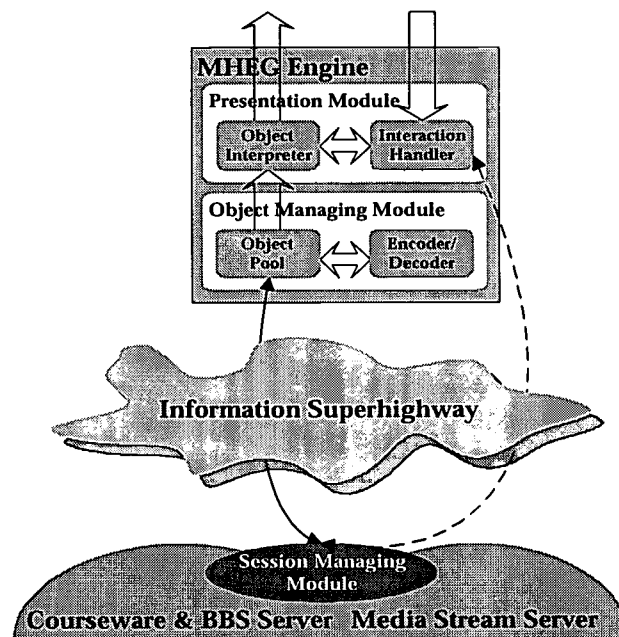 MHEG Engine
Presentation Module
Object
Interpreter
Interaction
Handler
Object Managing Module
Object
Pool
Encoder/
Decoder
Information Superhighway
Session Managing
Module
Courseware & BBS Server
Media Stream Server